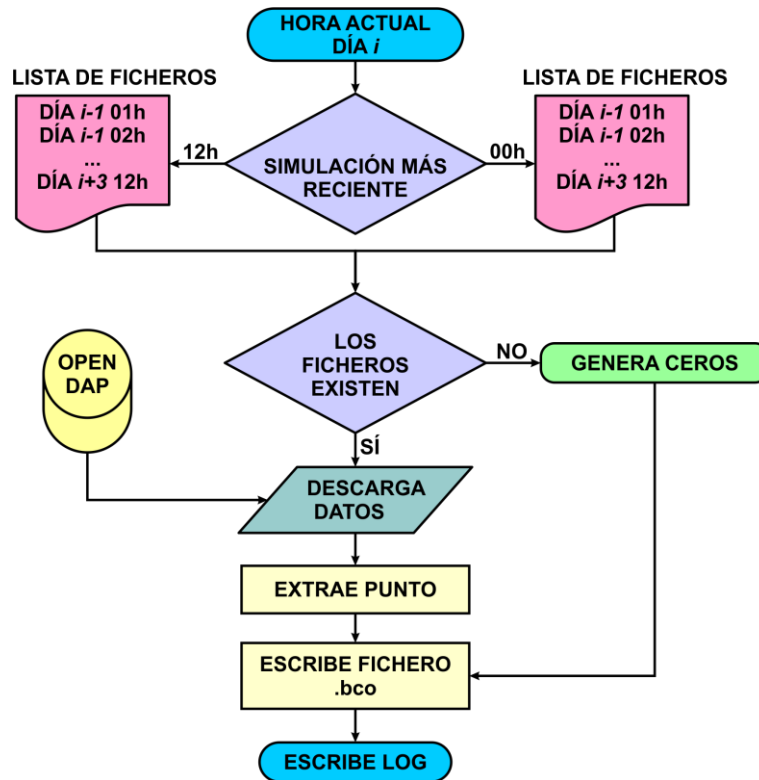 HORA ACTUAL
DÍA i
LISTA DE FICHEROS
DÍA i-1 01h
DÍA i-1 02h
...
DÍA i+3 12h
12h
SIMULACIÓN MÁS
RECIENTE
00h
LISTA DE FICHEROS
DÍA i-1 01h
DÍA i-1 02h
...
DÍA i+3 12h
LOS
FICHEROS
EXISTEN
NO
GENERA CEROS
SÍ
OPEN
DAP
DESCARGA
DATOS
EXTRAE PUNTO
ESCRIBE FICHERO
.bco
ESCRIBE LOG